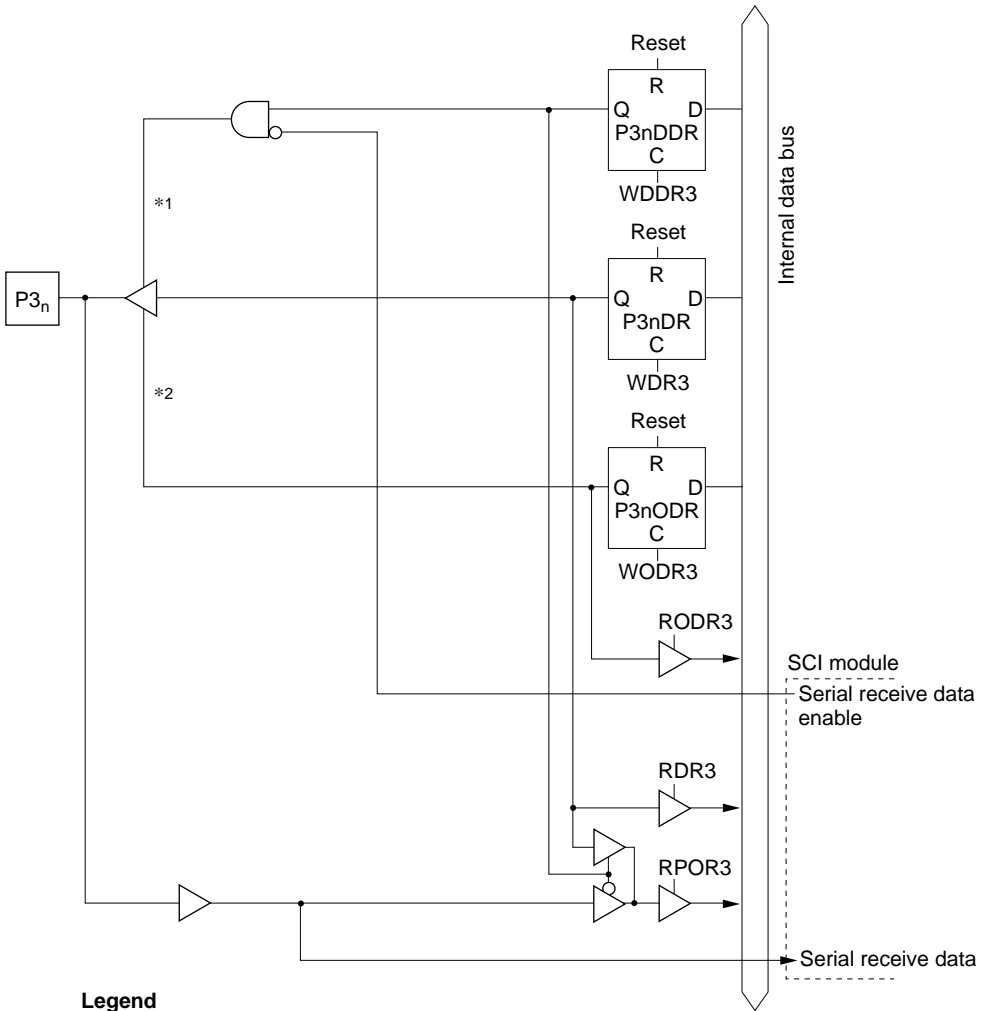 Reset
R
Q D
P3nDDR
C
WDDR3
Internal data bus
*1
Reset
R
P3n
Q D
P3nDR
C
WDR3
*2
Reset
R
Q D
P3nODR
C
WODR3
RODR3
SCI module
Serial receive data
enable
RDR3
RPOR3
Serial receive data
Legend